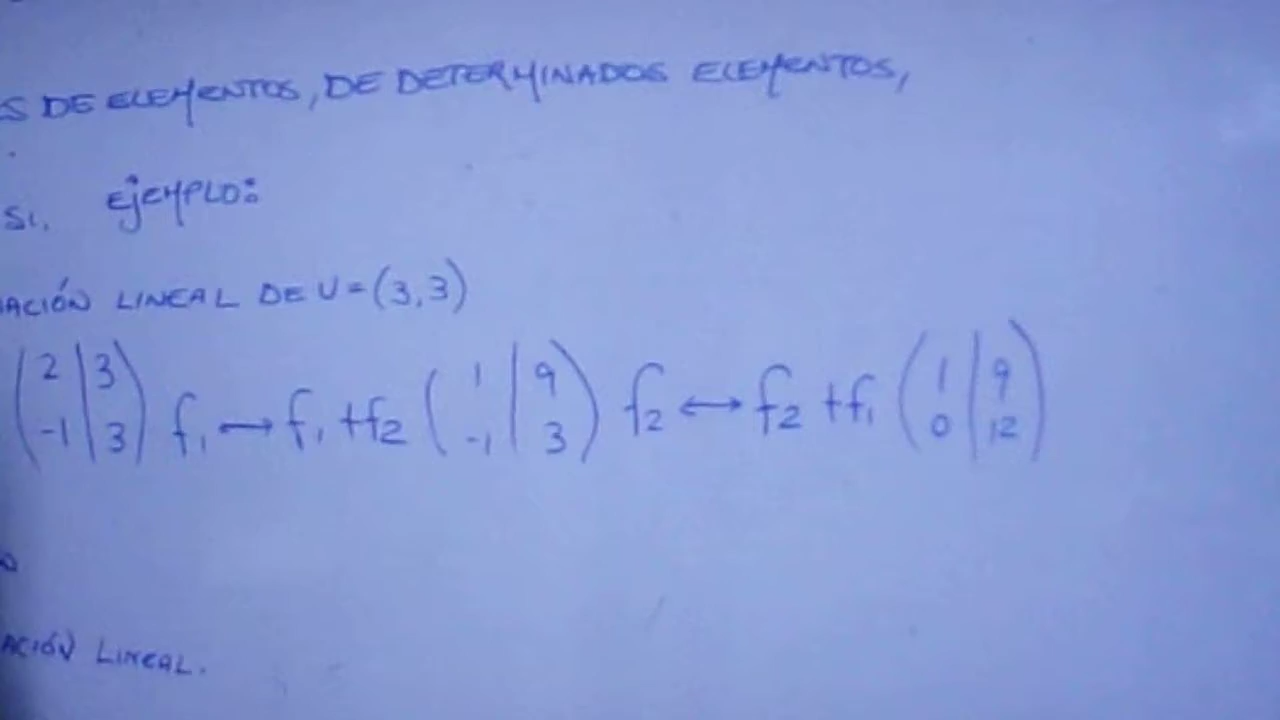 S DE ELEMENTOS, DE DETERMINADOS ELEMENTOS,
SI. EJEMPLO:
ACIÓN LINEAL DE U=(3,3)
(2|3) (1|9) (1|9)
(-1|3) f₁ ↔ f₁ +f₂ (-1|3) f₂ ↔ f₂ +f₁ (0|12)
ACIÓN LINEAL.